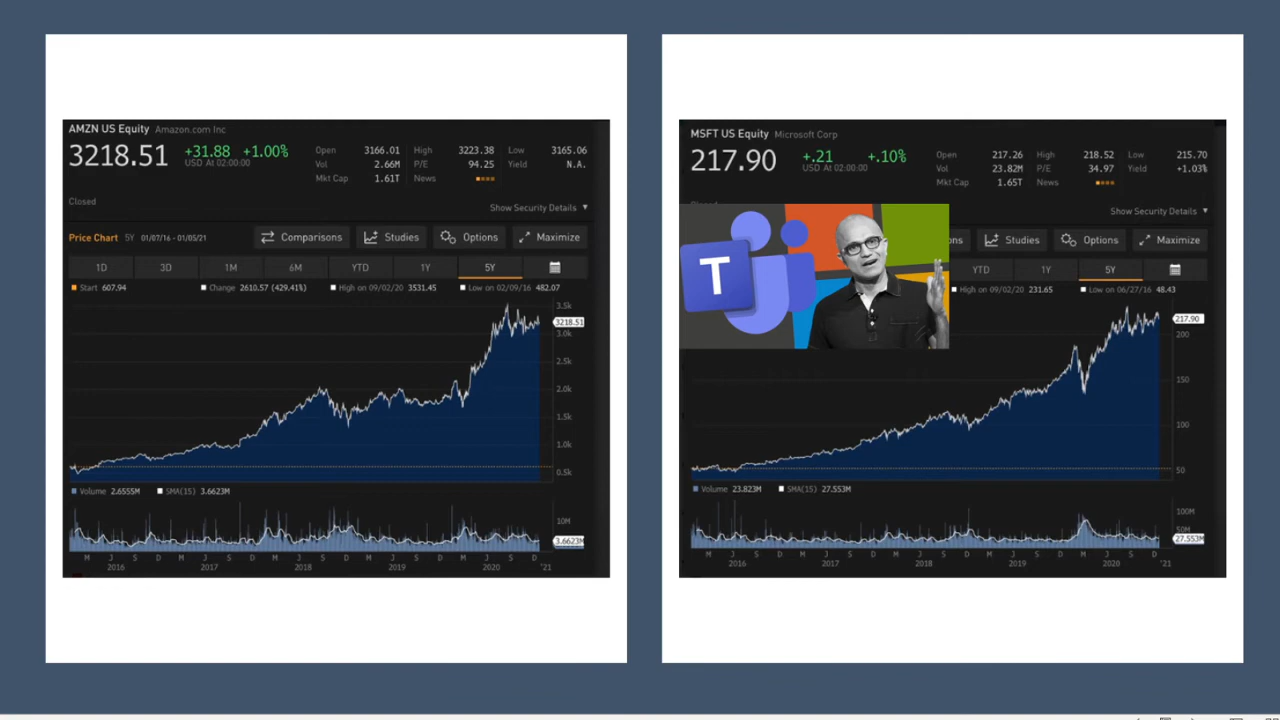 AMZN US Equity Amazon.com Inc
3218.51 +31.88 +1.00%
USD At 02:00:00
Open 3166.01 High 3223.38 Low 3165.06
Vol 2.66M P/E 94.25 Yield N.A.
Mkt Cap 1.61T News
Closed
Show Security Details
Price Chart 5Y 01/07/16 - 01/05/21 Comparisons Studies Options Maximize
1D 3D 1M 6M YTD 1Y 5Y
Start 607.94 Change 2610.57 (429.41%) High on 09/02/20 3531.45 Low on 02/09/16 482.07
3.5k
3218.51
3.0k
2.5k
2.0k
1.5k
1.0k
0.5k
Volume 2.6555M SMA(15) 3.6623M
10M
3.6623M
M J S D M J S D M J S D M J S D M J S D
2016 2017 2018 2019 2020 '21
MSFT US Equity Microsoft Corp
217.90 +.21 +.10%
USD At 02:00:00
Open 217.26 High 218.52 Low 215.70
Vol 23.82M P/E 34.97 Yield +1.03%
Mkt Cap 1.65T News
Show Security Details
T
ons Studies Options Maximize
YTD 1Y 5Y
High on 09/02/20 231.65 Low on 06/27/16 48.43
217.90
200
150
100
50
Volume 23.823M SMA(15) 27.553M
100M
50M
27.553M
M J S D M J S D M J S D M J S D M J S D
2016 2017 2018 2019 2020 '21